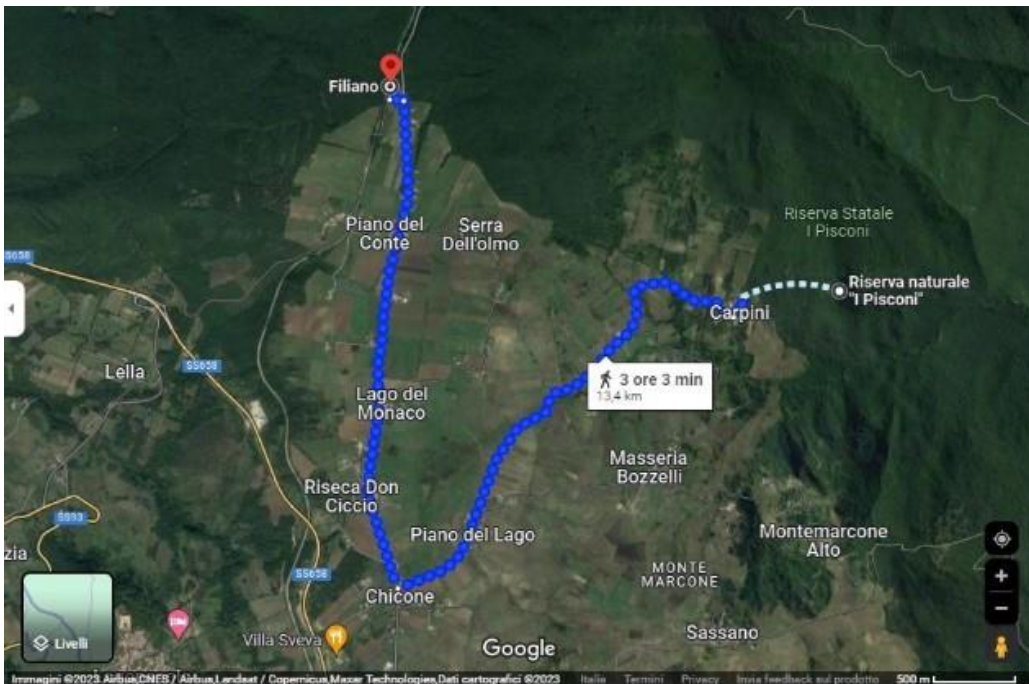 Filiano
Piano del
Conte
Serra
Dell'olmo
Riserva Statale
I Pisconi
SS658
Riserva naturale
"I Pisconi"
Carpini
SS658
Lella
3 ore 3 min
13,4 km
Lago del
Monaco
Masseria
Bozzelli
Riseca Don
Ciccio
SS93
zia
Piano del Lago
Montemarcone
Alto
SS658
MONTE
MARCONE
Chicone
Livelli
Villa Sveva
Google
Sassano
Immagini ©2023 Airbus,CNES / Airbus,Landsat / Copernicus,Maxar Technologies,Dati cartografici ©2023 Italia Termini Privacy Invia feedback sul prodotto 500 m